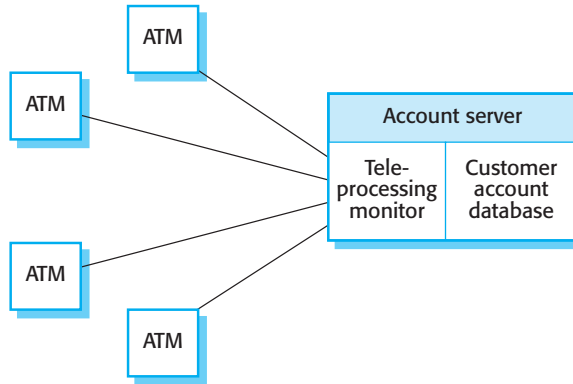 ATM
ATM
Account server
Tele-
processing
monitor
Customer
account
database
ATM
ATM